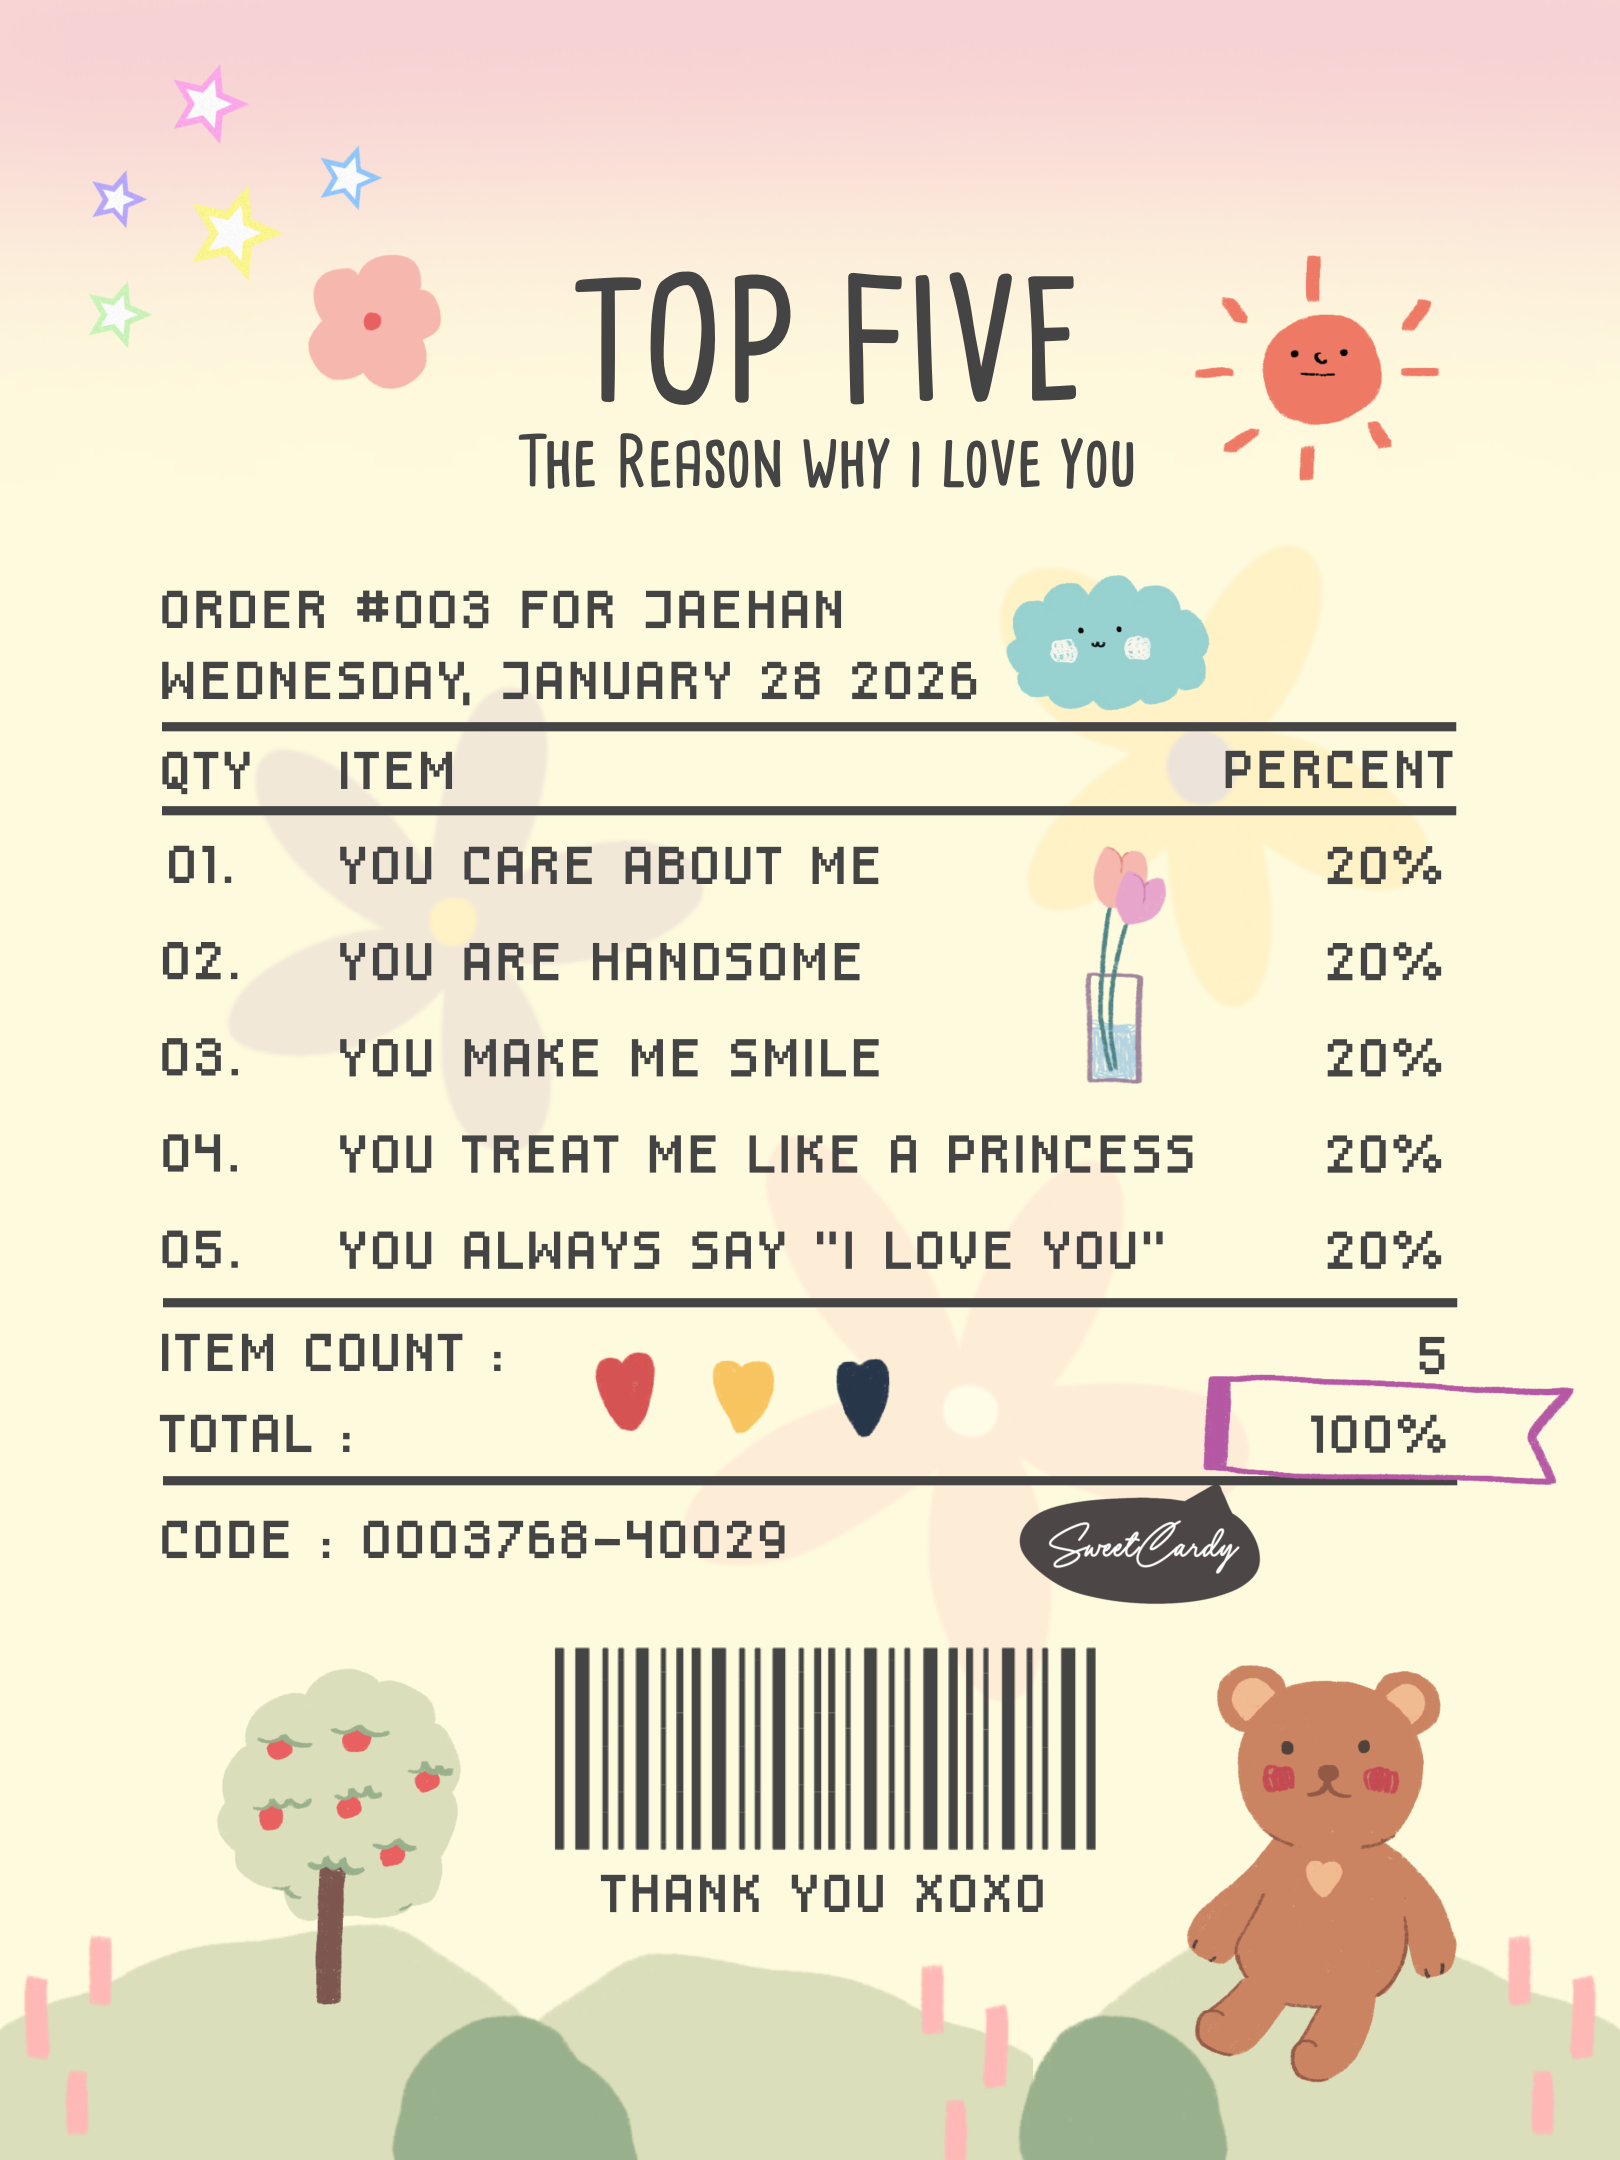 TOP FIVE
THE REASON WHY I LOVE YOU
ORDER #003 FOR JAEHAN
WEDNESDAY, JANUARY 28 2026
QTY ITEM PERCENT
01. YOU CARE ABOUT ME 20%
02. YOU ARE HANDSOME 20%
03. YOU MAKE ME SMILE 20%
04. YOU TREAT ME LIKE A PRINCESS 20%
05. YOU ALWAYS SAY "I LOVE YOU" 20%
ITEM COUNT : 5
TOTAL : 100%
CODE : 0003768-40029
SweetCardy
THANK YOU XOXO